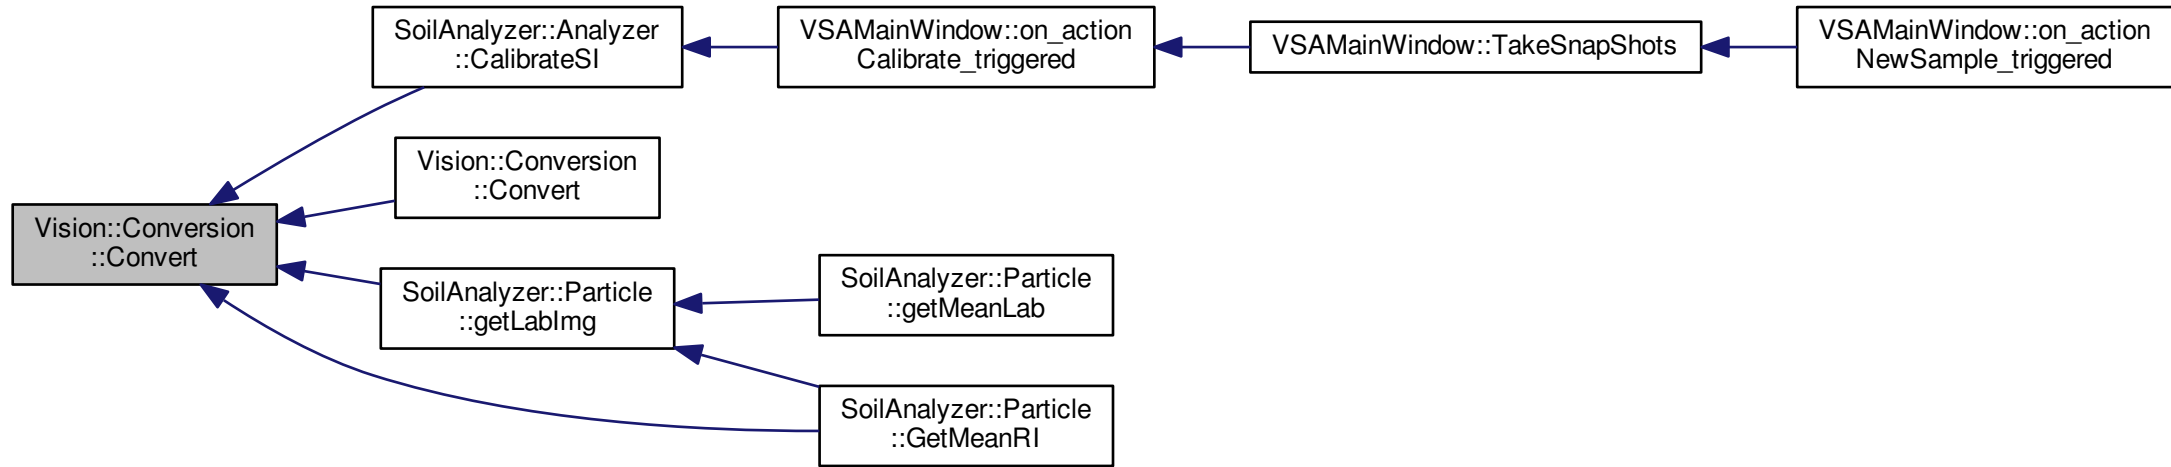 SoilAnalyzer::Analyzer
::CalibrateSI
VSAMainWindow::on_action
Calibrate_triggered
VSAMainWindow::TakeSnapShots
VSAMainWindow::on_action
NewSample_triggered
Vision::Conversion
::Convert
Vision::Conversion
::Convert
SoilAnalyzer::Particle
::getLabImg
SoilAnalyzer::Particle
::getMeanLab
SoilAnalyzer::Particle
::GetMeanRI